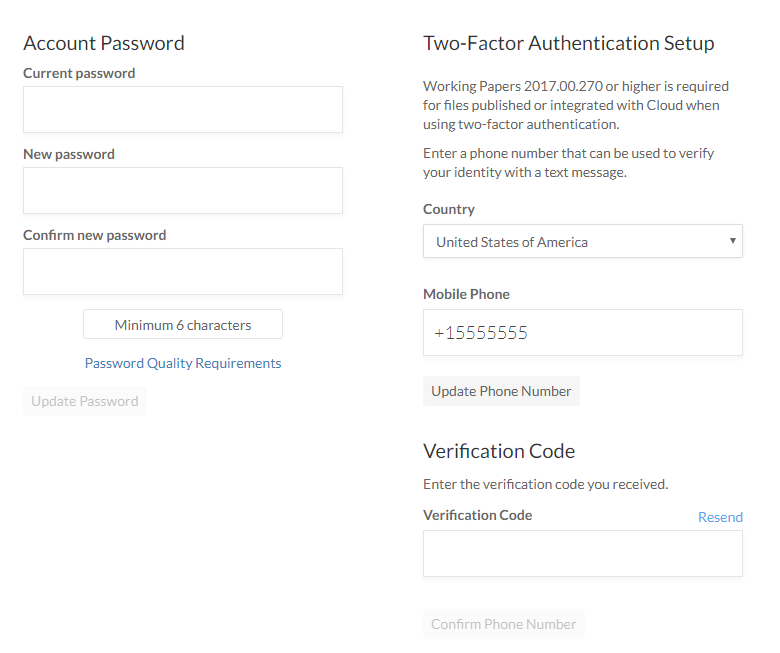 Account Password
Current password
New password
Confirm new password
Minimum 6 characters
Password Quality Requirements
Update Password
Two-Factor Authentication Setup
Working Papers 2017.00.270 or higher is required
for files published or integrated with Cloud when
using two-factor authentication.
Enter a phone number that can be used to verify
your identity with a text message.
Country
United States of America
Mobile Phone
+15555555
Update Phone Number
Verification Code
Enter the verification code you received.
Verification Code
Resend
Confirm Phone Number